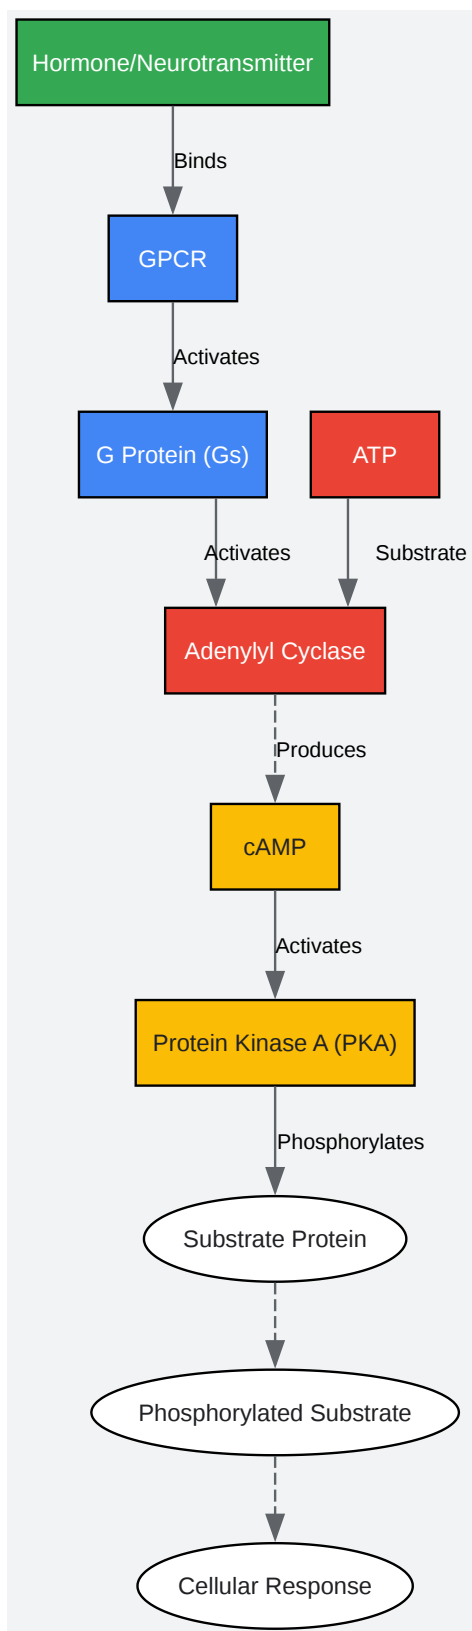 Hormone/Neurotransmitter
Binds
GPCR
Activates
G Protein (Gs)
ATP
Activates
Substrate
Adenylyl Cyclase
Produces
cAMP
Activates
Protein Kinase A (PKA)
Phosphorylates
Substrate Protein
Phosphorylated Substrate
Cellular Response